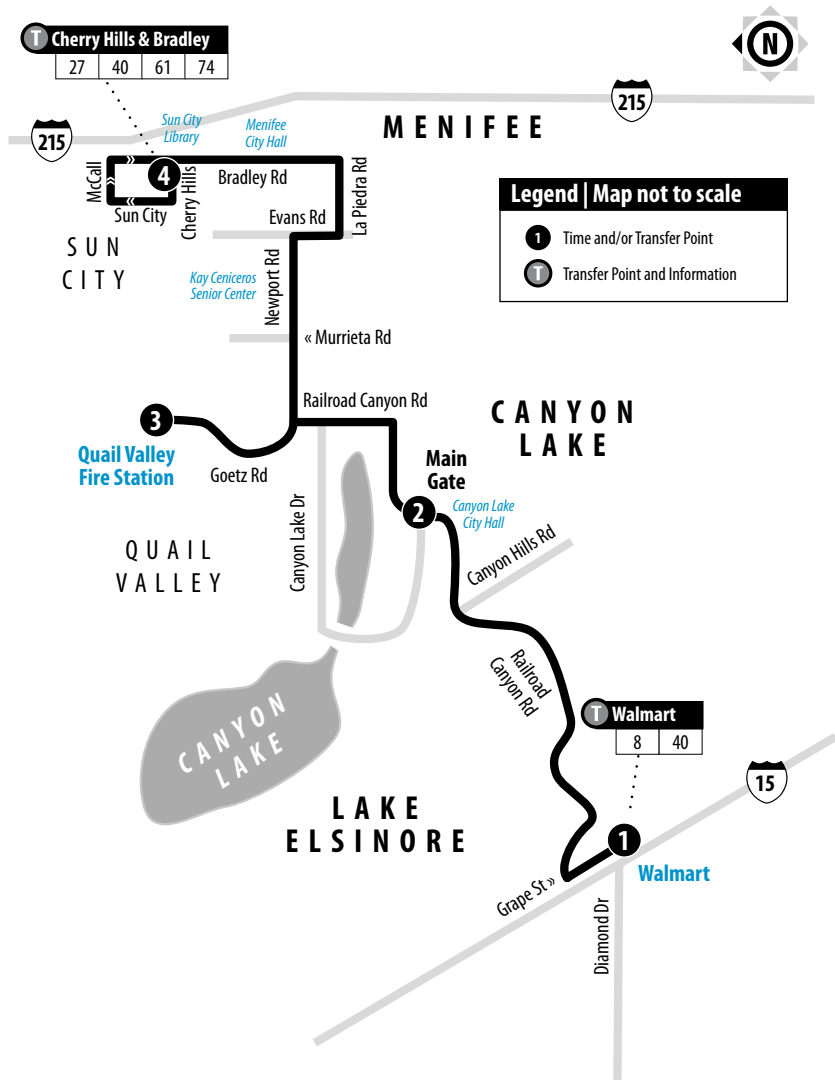 T Cherry Hills & Bradley
27 40 61 74
N
215
MENIFEE
215
Sun City
Library
Menifee
City Hall
McCall
»
»
»
4
Cherry Hills
Bradley Rd
La Piedra Rd
Sun City
Evans Rd
SUN
CITY
Legend | Map not to scale
1 Time and/or Transfer Point
T Transfer Point and Information
Kay Ceniceros
Senior Center
Newport Rd
« Murrieta Rd
Railroad Canyon Rd
CANYON
LAKE
3
Quail Valley
Fire Station
Goetz Rd
Main
Gate
2
Canyon Lake
City Hall
Canyon Lake Dr
QUAIL
VALLEY
Canyon Hills Rd
Railroad
Canyon Rd
CANYON
LAKE
T Walmart
8 40
15
LAKE
ELSINORE
1
Walmart
Grape St »
Diamond Dr